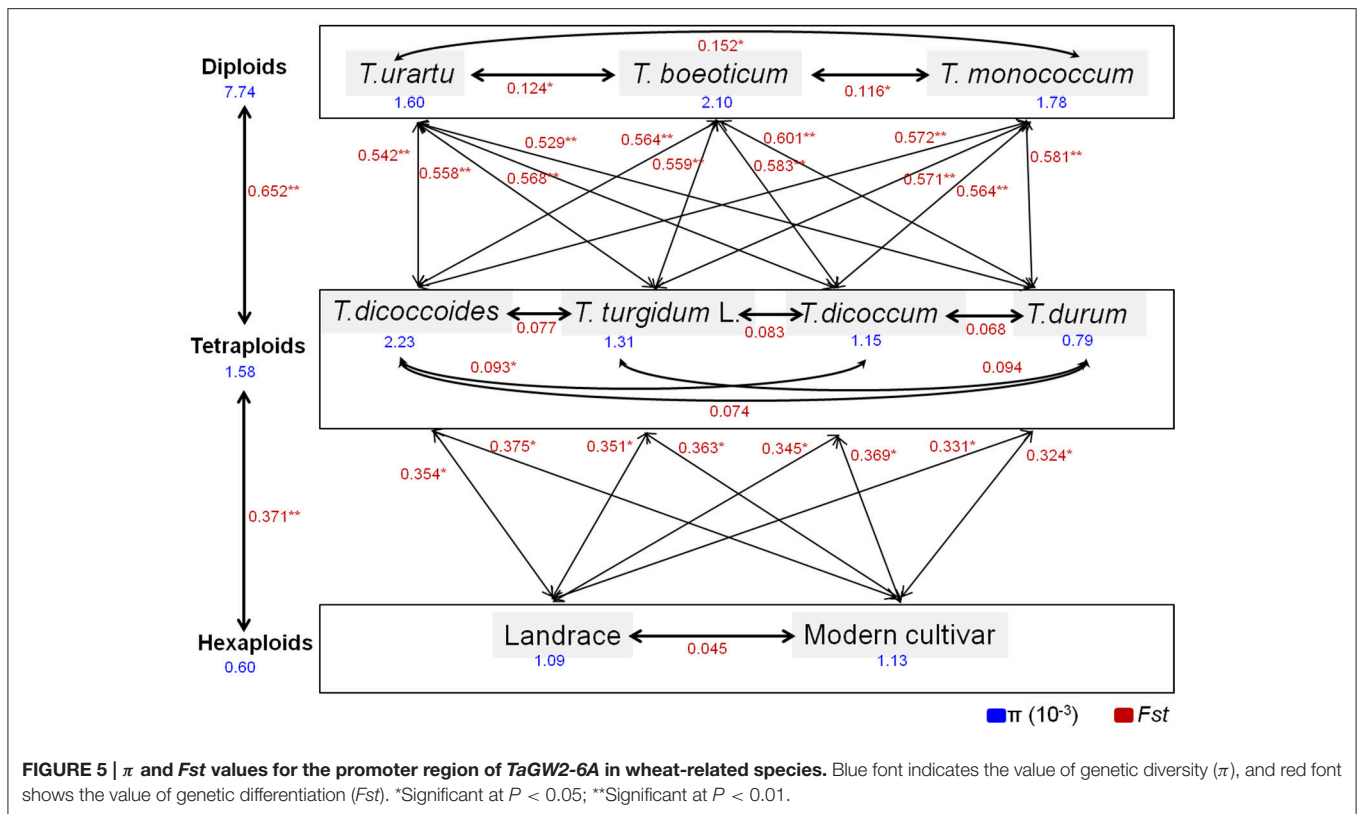 0.152*
Diploids
T.urartu
T. boeoticum
T. monococcum
7.74
0.124*
0.116*
1.60
2.10
1.78
0.542**
0.529**
0.564**
0.601**
0.572**
0.581**
0.558**
0.568**
0.559**
0.583**
0.571**
0.564**
0.652**
T.dicoccoides
T. turgidum L.
T.dicoccum
T.durum
0.077
0.083
0.068
Tetraploids
2.23
1.31
1.15
0.79
1.58
0.093*
0.094
0.074
0.354*
0.375*
0.351*
0.363*
0.345*
0.369*
0.331*
0.324*
0.371**
Hexaploids
Landrace
Modern cultivar
0.60
0.045
1.09
1.13
π (10-3)
Fst
FIGURE 5 | π and Fst values for the promoter region of TaGW2-6A in wheat-related species. Blue font indicates the value of genetic diversity (π), and red font
shows the value of genetic differentiation (Fst). *Significant at P < 0.05; **Significant at P < 0.01.